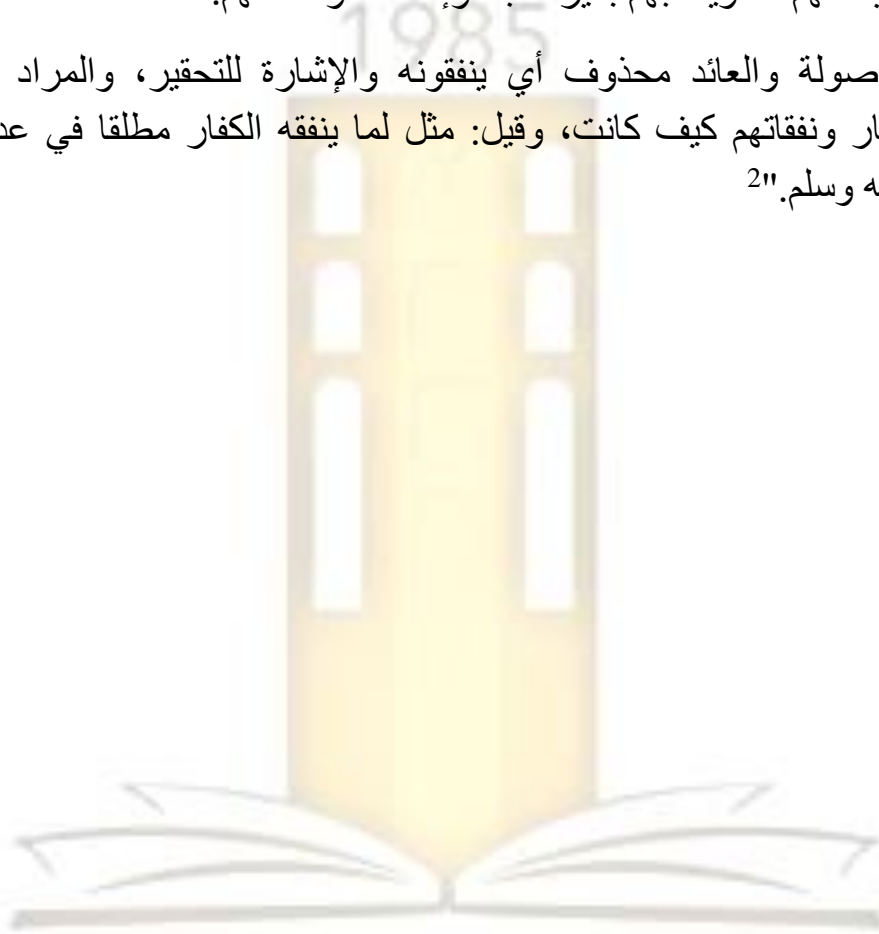 1985
صولة والعائد محذوف أي ينفقونه والإشارة للتحقير، والمراد
ار ونفقاتهم كيف كانت، وقيل: مثل لما ينفقه الكفار مطلقا في عد
ه وسلم."2